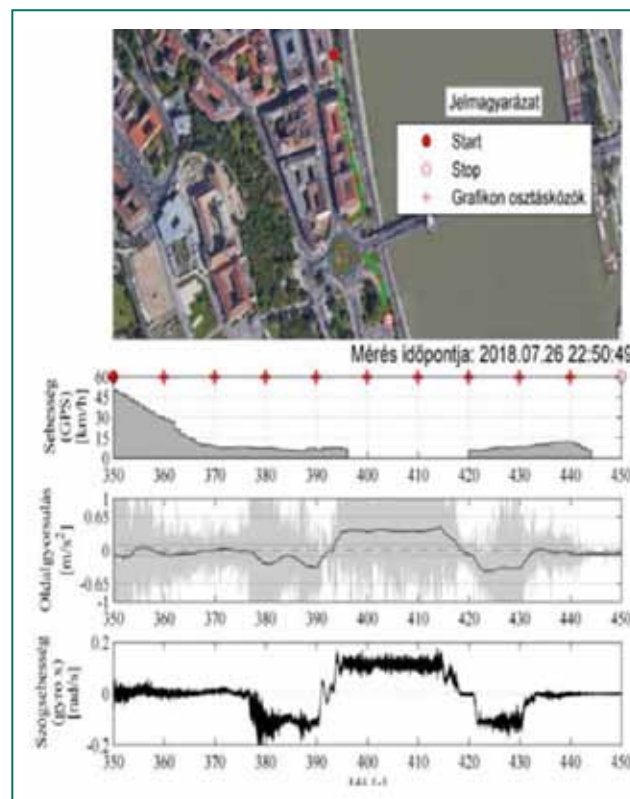 Jelmagyarázat
Start
Stop
Grafikon osztásközök
Mérés időpontja: 2018.07.26 22:50:49
Sebesség
(GPS)
[km/h]
60
45
30
15
0
350 360 370 380 390 400 410 420 430 440 450
Oldalgyorsulás
[m/s²]
1
0.65
0
-0.65
-1
350 360 370 380 390 400 410 420 430 440 450
Szögsebesség
(gyro x)
[rad/s]
0.2
0
-0.2
350 360 370 380 390 400 410 420 430 440 450